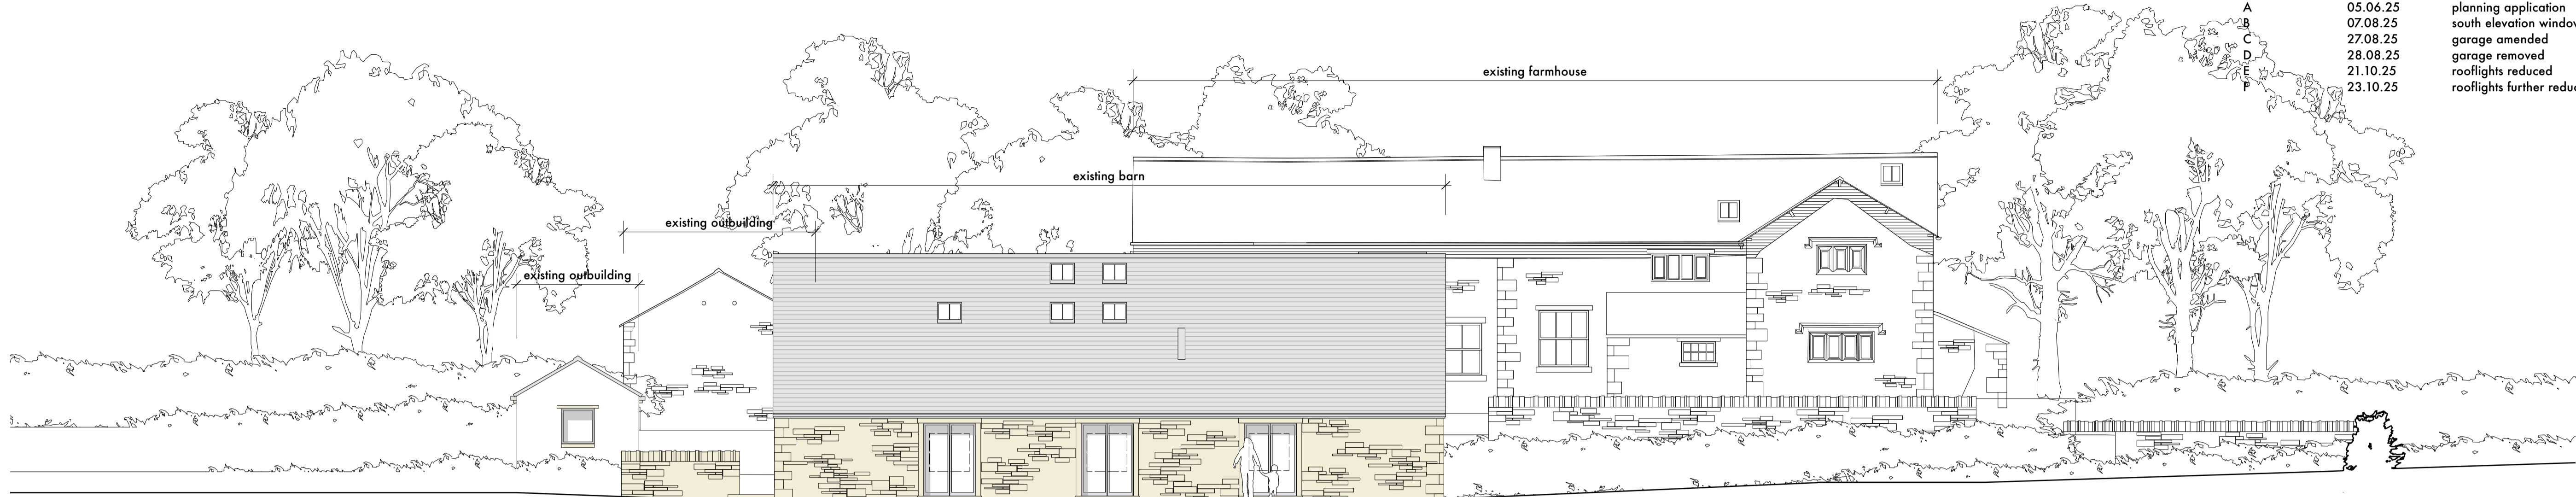 A 05.06.25 planning application
B 07.08.25 south elevation window
C 27.08.25 garage amended
D 28.08.25 garage removed
E 21.10.25 rooflights reduced
F 23.10.25 rooflights further
existing farmhouse
existing barn
existing outbuilding
existing outbuilding